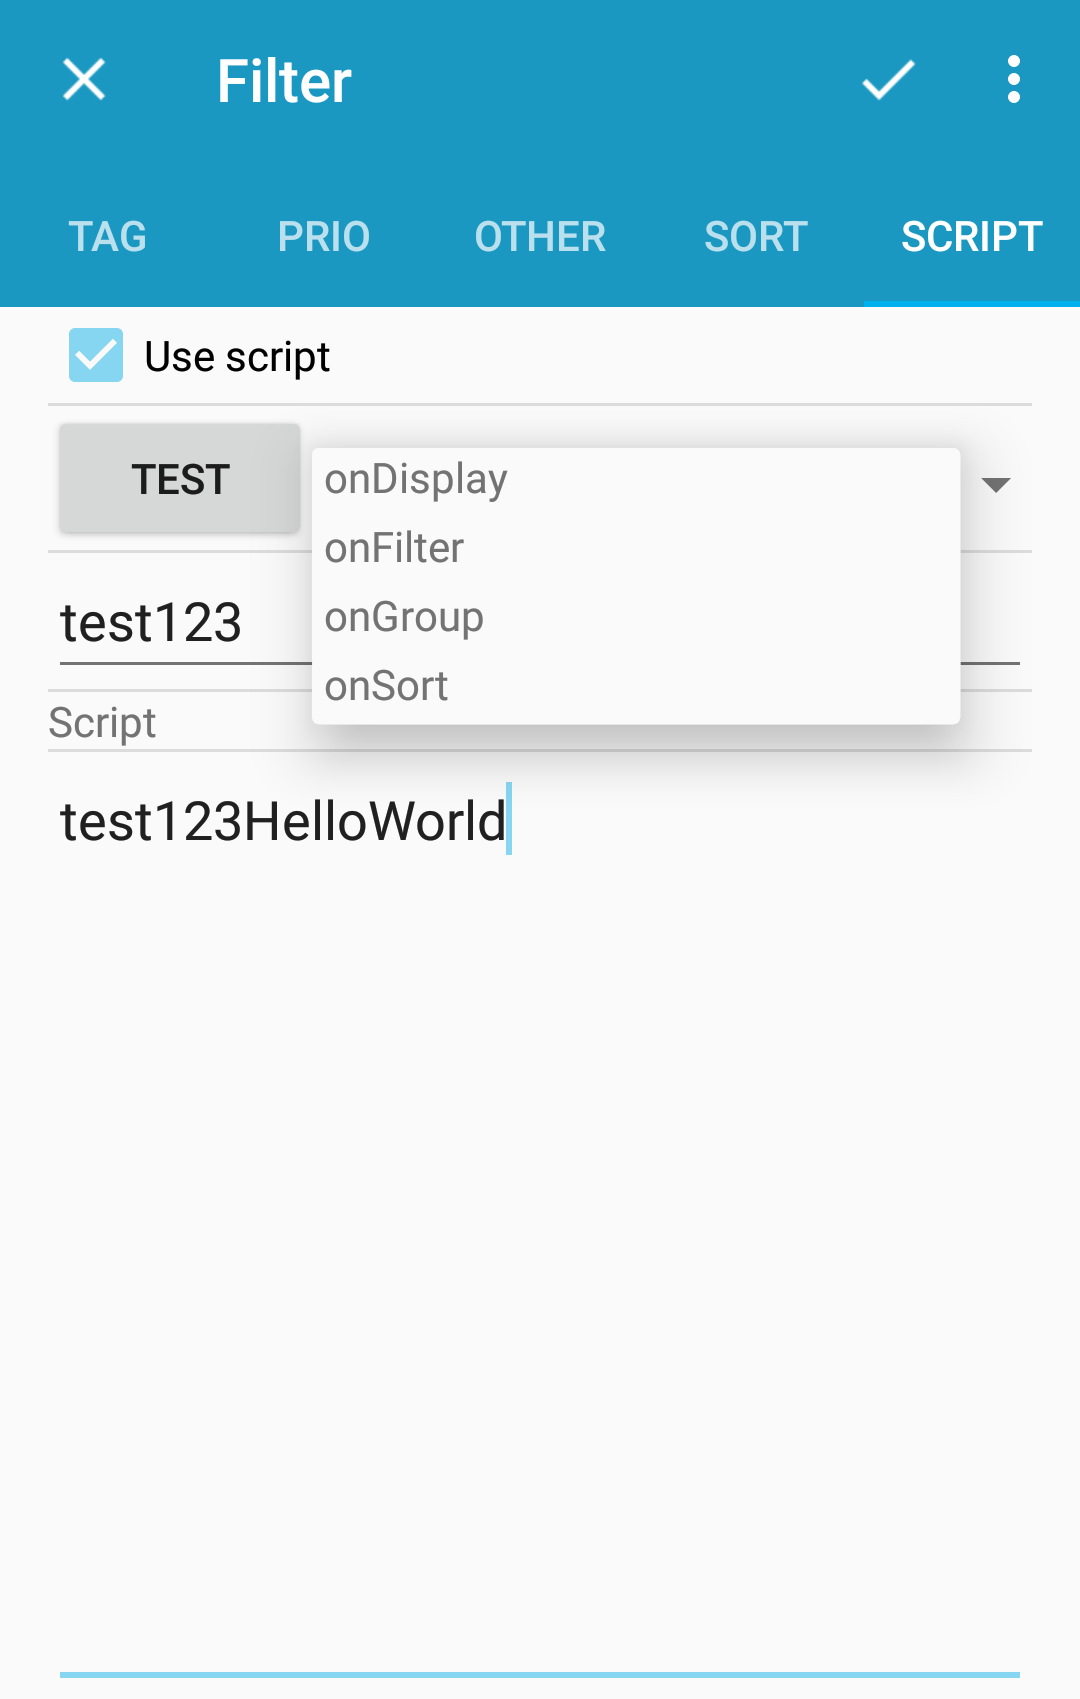 Filter
TAG PRIO OTHER SORT SCRIPT
Use script
TEST
onDisplay
onFilter
onGroup
onSort
test123
Script
test123HelloWorld